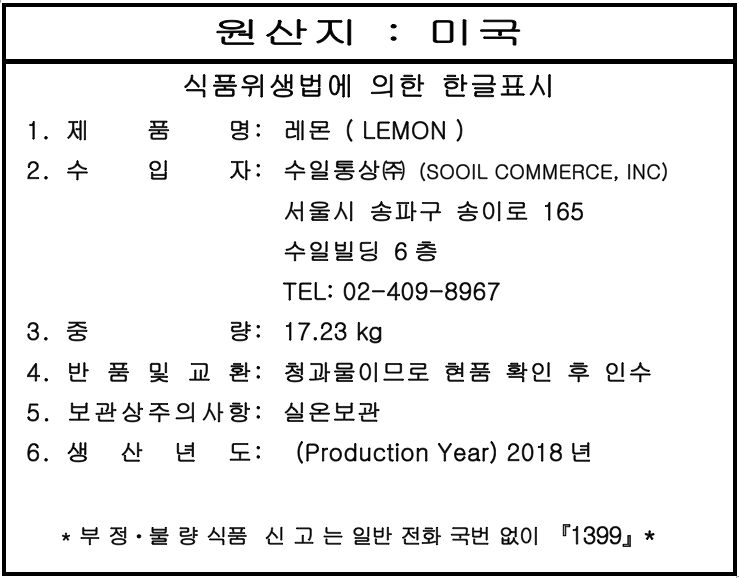 원산지 : 미국
식품위생법에 의한 한글표시
1. 제 품 명: 레몬 ( LEMON )
2. 수 입 자: 수일통상㈜ (SOOIL COMMERCE, INC)
서울시 송파구 송이로 165
수일빌딩 6 층
TEL: 02-409-8967
3. 중 량: 17.23 kg
4. 반 품 및 교 환: 청과물이므로 현품 확인 후 인수
5. 보관상주의사항: 실온보관
6. 생 산 년 도: (Production Year) 2018 년
* 부 정 · 불 량 식품 신 고 는 일반 전화 국번 없이 『1399』*